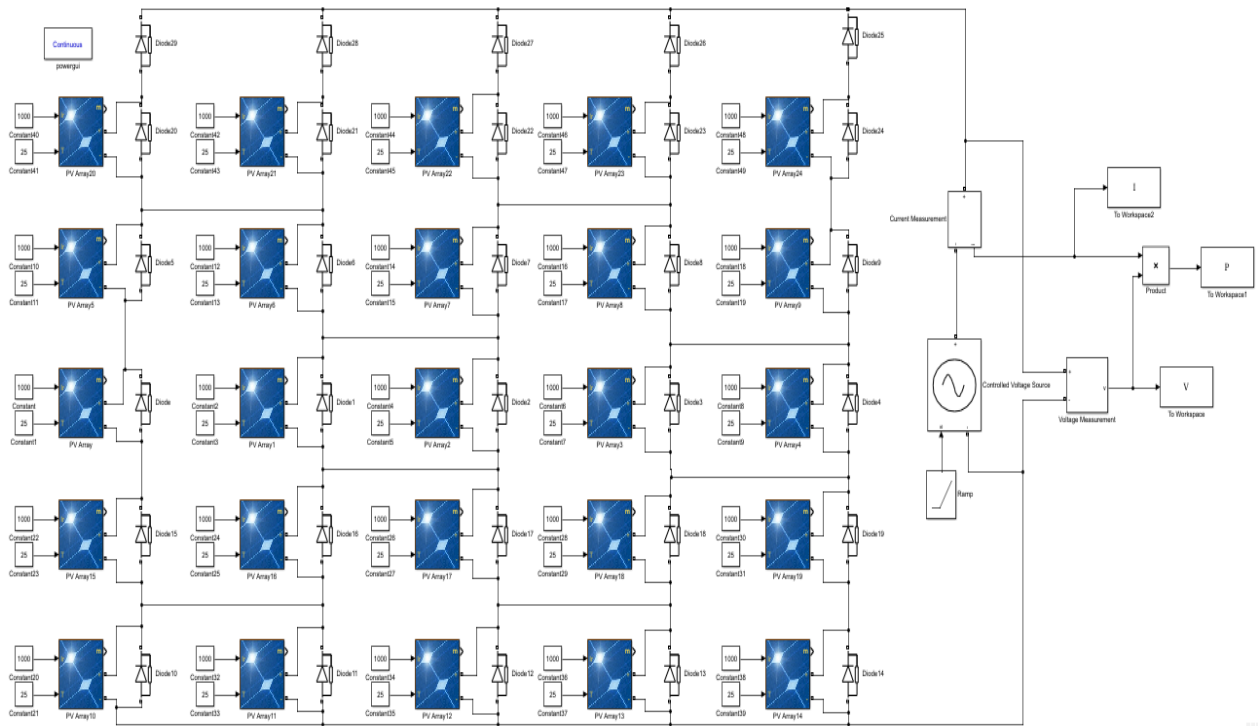 Continuous
powergui
Diode29
Diode28
Diode27
Diode26
Diode25
1000
Constant40
25
Constant41
PV Array20
m
Diode20
1000
Constant42
25
Constant43
PV Array21
m
Diode21
1000
Constant44
25
Constant45
PV Array22
m
Diode22
1000
Constant46
25
Constant47
PV Array23
m
Diode23
1000
Constant48
25
Constant49
PV Array24
m
Diode24
1000
Constant10
25
Constant11
PV Array5
m
Diode5
1000
Constant12
25
Constant13
PV Array6
m
Diode6
1000
Constant14
25
Constant15
PV Array7
m
Diode7
1000
Constant16
25
Constant17
PV Array8
m
Diode8
1000
Constant18
25
Constant19
PV Array9
m
Diode9
1000
Constant
25
Constant1
PV Array
m
Diode
1000
Constant2
25
Constant3
PV Array1
m
Diode1
1000
Constant4
25
Constant5
PV Array2
m
Diode2
1000
Constant6
25
Constant7
PV Array3
m
Diode3
1000
Constant8
25
Constant9
PV Array4
m
Diode4
1000
Constant22
25
Constant23
PV Array15
m
Diode15
1000
Constant24
25
Constant25
PV Array16
m
Diode16
1000
Constant26
25
Constant27
PV Array17
m
Diode17
1000
Constant28
25
Constant29
PV Array18
m
Diode18
1000
Constant30
25
Constant31
PV Array19
m
Diode19
1000
Constant20
25
Constant21
PV Array10
m
Diode10
1000
Constant32
25
Constant33
PV Array11
m
Diode11
1000
Constant34
25
Constant35
PV Array12
m
Diode12
1000
Constant36
25
Constant37
PV Array13
m
Diode13
1000
Constant38
25
Constant39
PV Array14
m
Diode14
Current Measurement
I
To Workspace2
×
Product
P
To Workspace1
Controlled Voltage Source
v
Voltage Measurement
V
To Workspace
Ramp